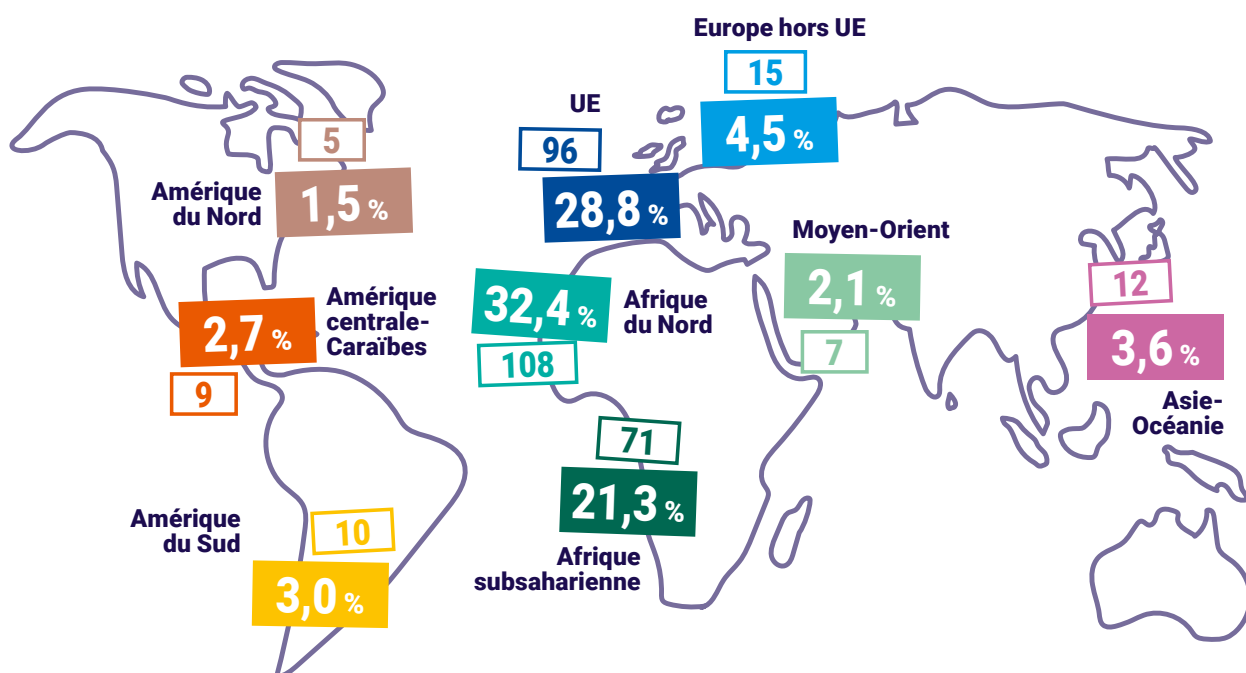 Europe hors UE
15
4,5 %
UE
96
28,8 %
5
Amérique
du Nord
1,5 %
Moyen-Orient
2,1 %
7
12
3,6 %
Asie-
Océanie
32,4 %
108
Afrique
du Nord
Amérique
centrale-
Caraïbes
2,7 %
9
71
21,3 %
Afrique
subsaharienne
Amérique
du Sud
10
3,0 %